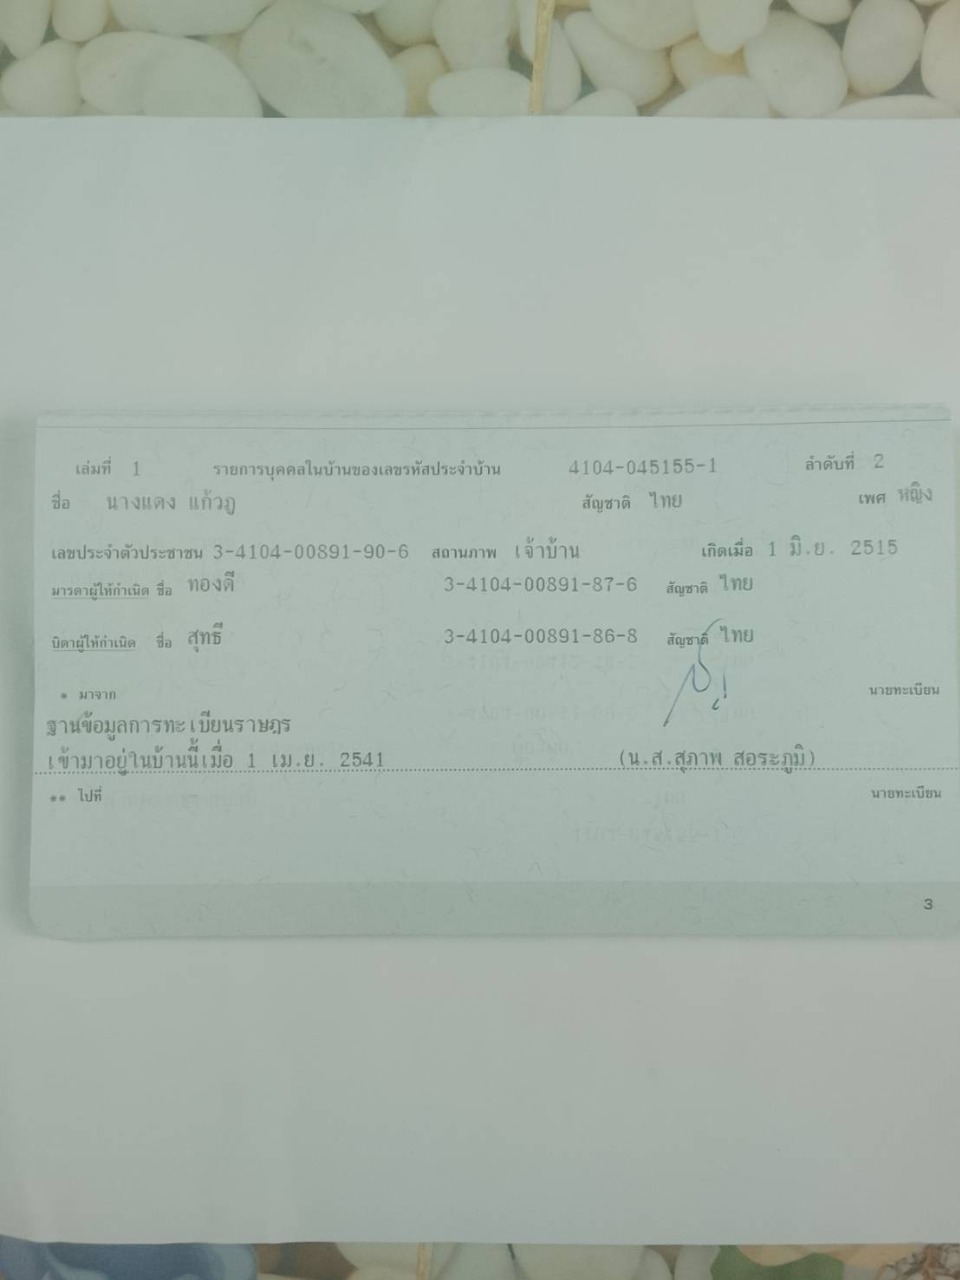 เล่มที่ 1 รายการบุคคลในบ้านของเลขรหัสประจำบ้าน 4104-045155-1 ลำดับที่ 2
ชื่อ นางแดง แก้วภู สัญชาติ ไทย เพศ หญิง
เลขประจำตัวประชาชน 3-4104-00891-90-6 สถานภาพ เจ้าบ้าน เกิดเมื่อ 1 มิ.ย. 2515
มารดาผู้ให้กำเนิด ชื่อ ทองดี 3-4104-00891-87-6 สัญชาติ ไทย
บิดาผู้ให้กำเนิด ชื่อ สุทธี 3-4104-00891-86-8 สัญชาติ ไทย
* มาจาก นายทะเบียน
ฐานข้อมูลการทะเบียนราษฎร
เข้ามาอยู่ในบ้านนี้เมื่อ 1 เม.ย. 2541 (น.ส.สุภาพ สอระภูมิ)
** ไปที่ นายทะเบียน
3